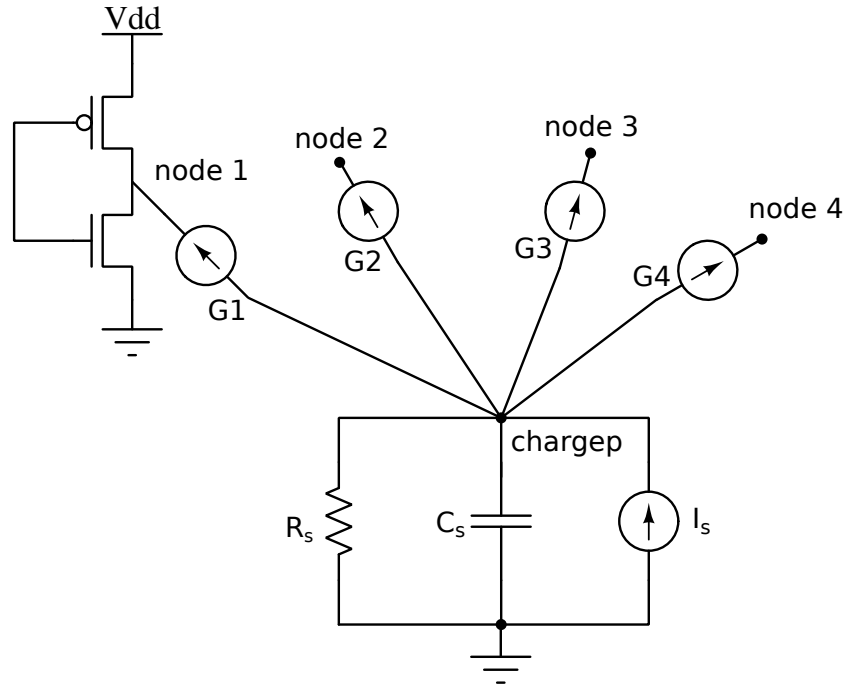 Vdd
node 1
node 2
node 3
node 4
G1
G2
G3
G4
chargep
Rs
Cs
Is